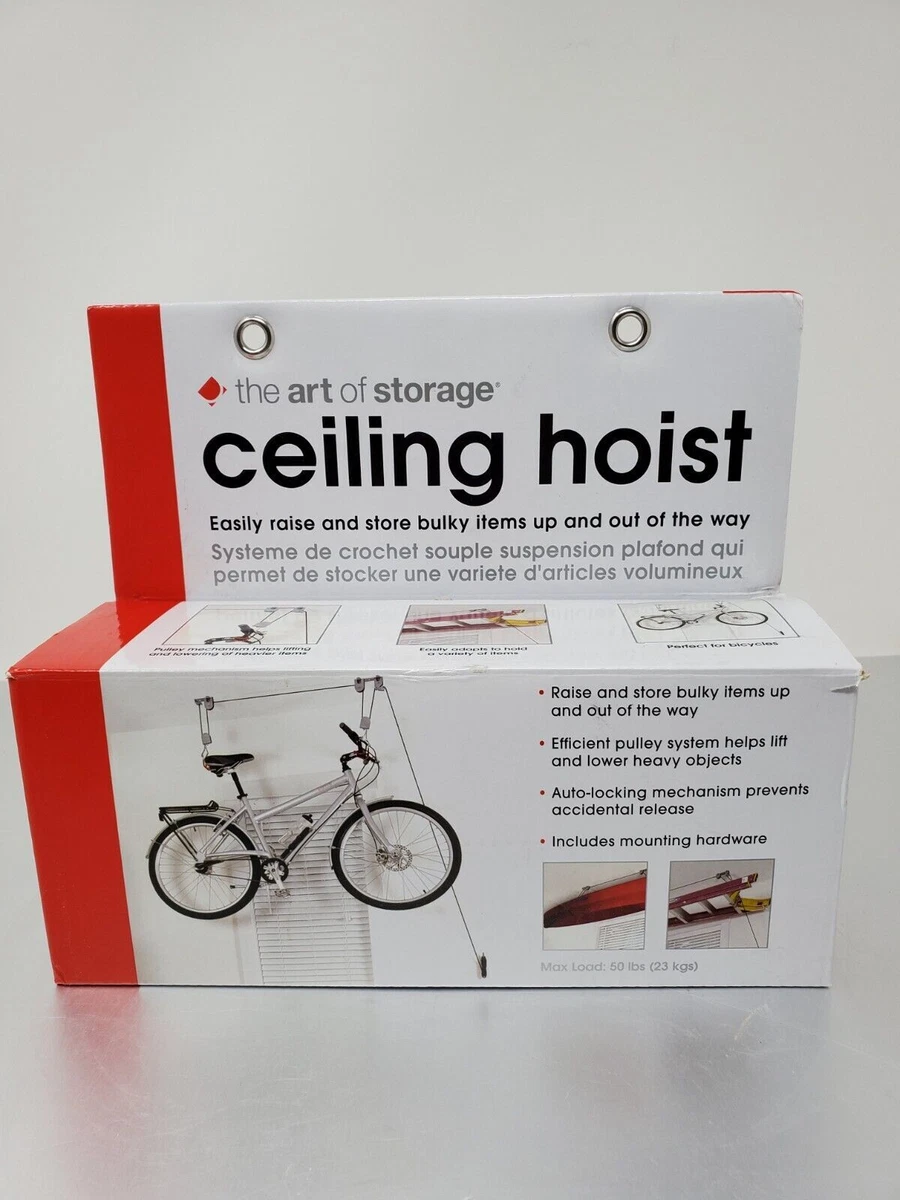 the art of storage®
ceiling hoist
Easily raise and store bulky items up and out of the way
Systeme de crochet souple suspension plafond qui
permet de stocker une variete d'articles volumineux
Pulley mechanism helps lifting
and lowering of heavier items
Easily adapts to hold
a variety of items
Perfect for bicycles
• Raise and store bulky items up
and out of the way
• Efficient pulley system helps lift
and lower heavy objects
• Auto-locking mechanism prevents
accidental release
• Includes mounting hardware
Max Load: 50 lbs (23 kgs)